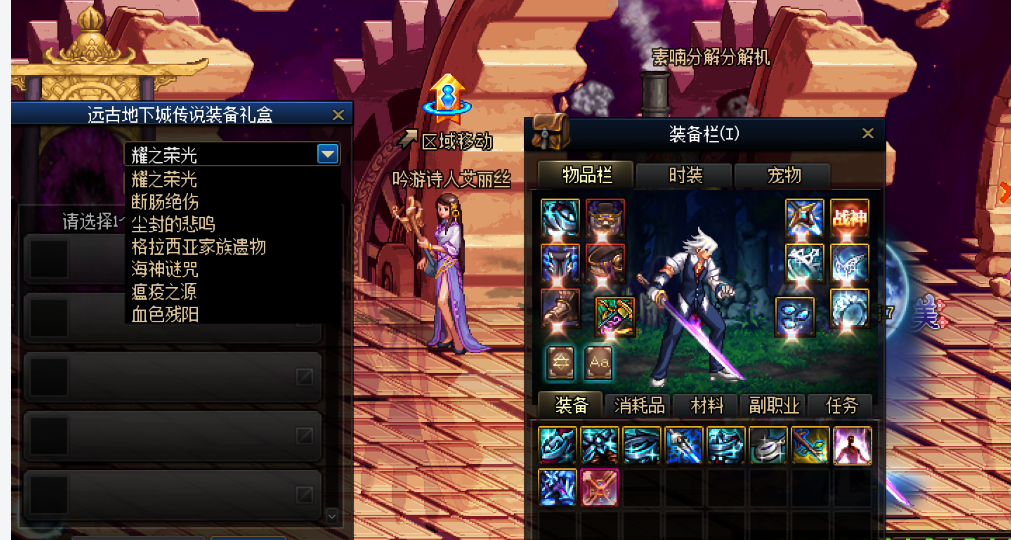 素喃分解分解机
远古地下城传说装备礼盒
区域移动
吟游诗人艾丽丝
请选择1
耀之荣光
耀之荣光
断肠绝伤
尘封的悲鸣
格拉西亚家族遗物
海神谜咒
瘟疫之源
血色残阳
装备栏(I)
物品栏 时装 宠物
战神
Aa
装备 消耗品 材料 副职业 任务
美